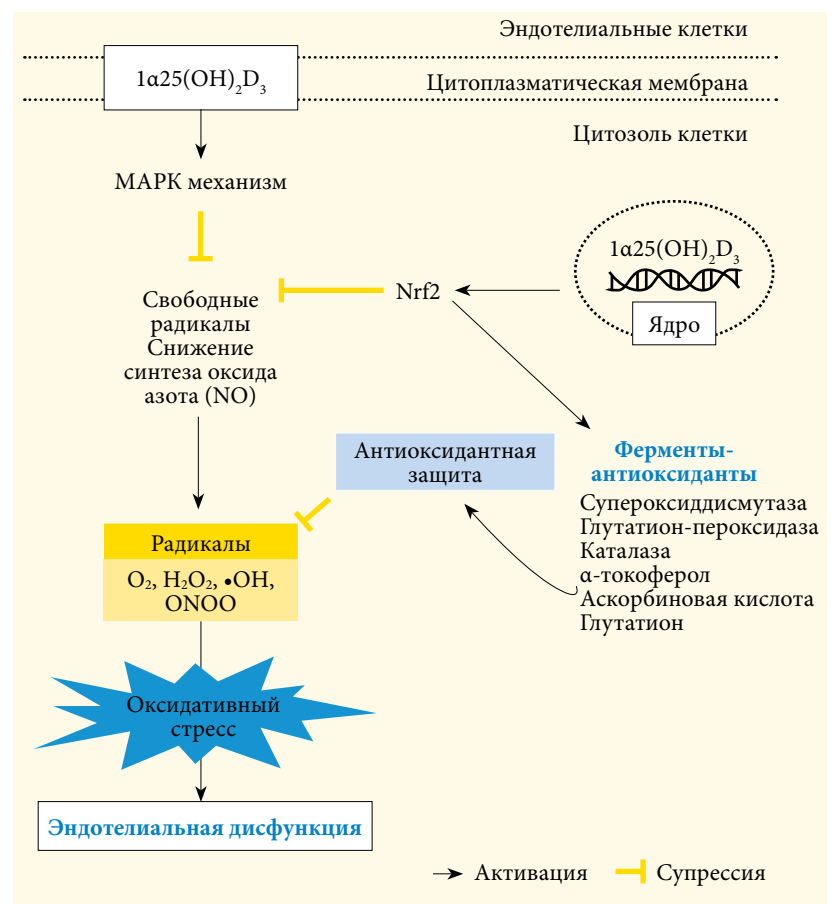 Эндотелиальные клетки
1α25(OH)₂D₃
Цитоплазматическая мембрана
Цитозоль клетки
МАРК механизм
1α25(OH)₂D₃
Ядро
Nrf2
Свободные
радикалы
Снижение
синтеза оксида
азота (NO)
Антиоксидантная
защита
Ферменты-
антиоксиданты
Супероксиддисмутаза
Глутатион-пероксидаза
Каталаза
α-токоферол
Аскорбиновая кислота
Глутатион
Радикалы
O₂, H₂O₂, •OH,
ONOO
Оксидативный
стресс
Эндотелиальная дисфункция
Активация
Супрессия